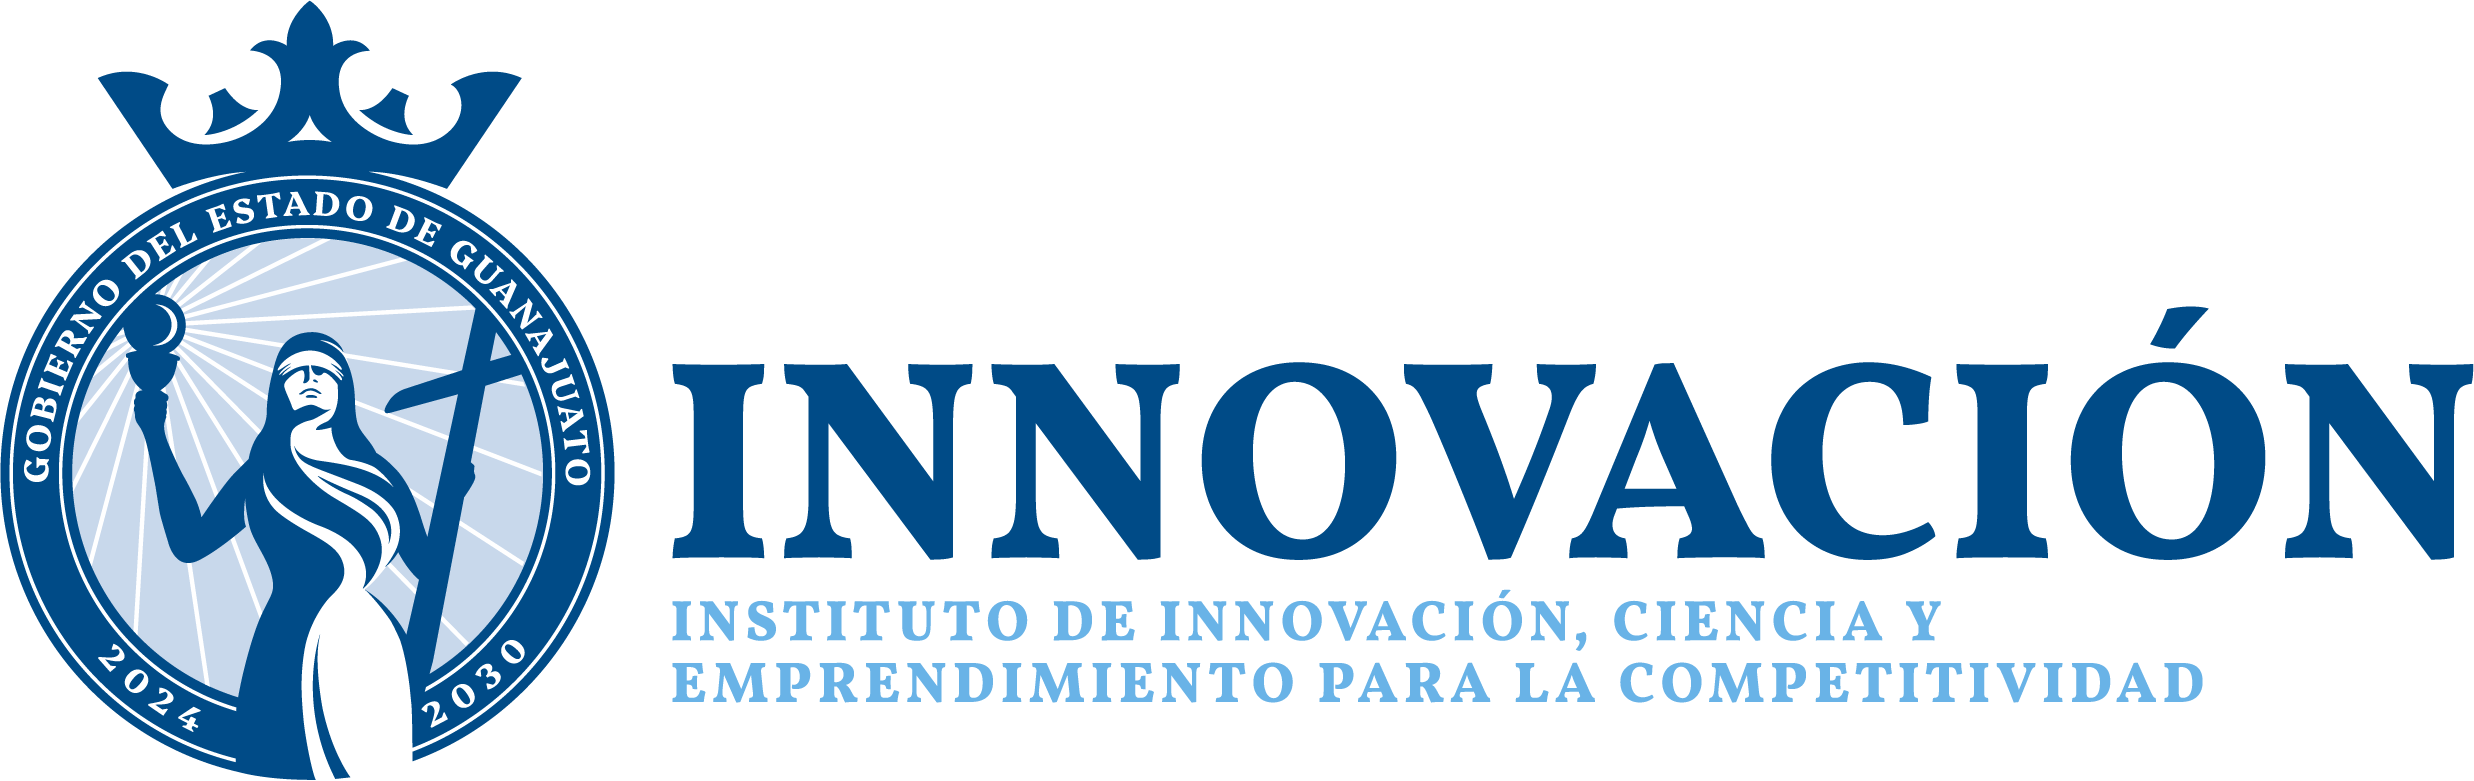 GOBIERNO DEL ESTADO DE GUANAJUATO
2024
2030
INNOVACIÓN
INSTITUTO DE INNOVACIÓN, CIENCIA Y
EMPRENDIMIENTO PARA LA COMPETITIVIDAD